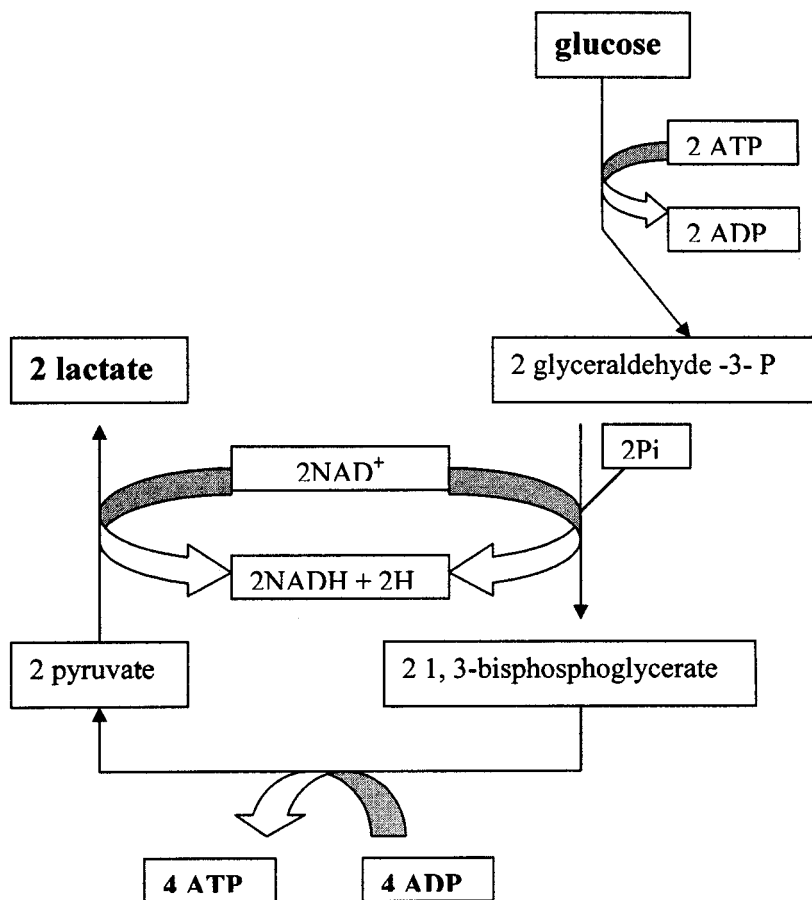 glucose
2 ATP
2 ADP
2 glyceraldehyde -3- P
2 lactate
2Pi
2NAD⁺
2NADH + 2H
2 pyruvate
2 1, 3-bisphosphoglycerate
4 ATP
4 ADP